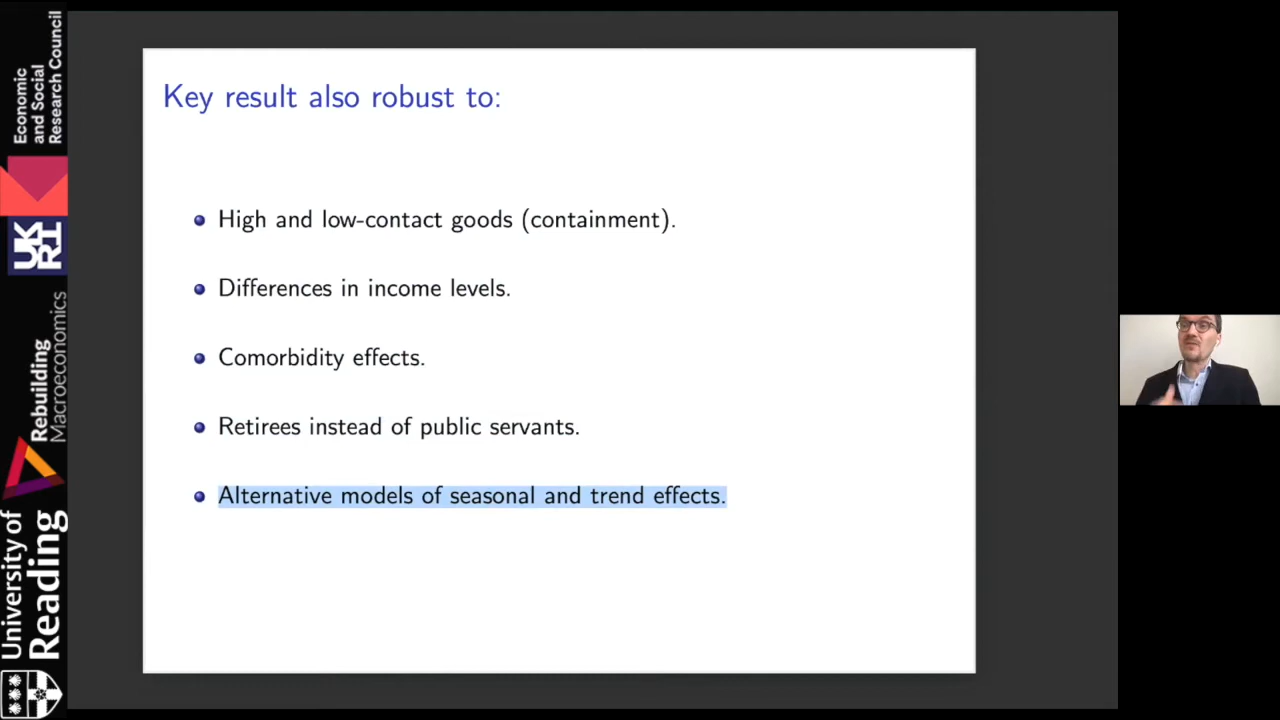 Key result also robust to:
High and low-contact goods (containment).
Differences in income levels.
Comorbidity effects.
Retirees instead of public servants.
Alternative models of seasonal and trend effects.
Economic
and Social
Research Council
UKRI
Rebuilding
Macroeconomics
University of
Reading